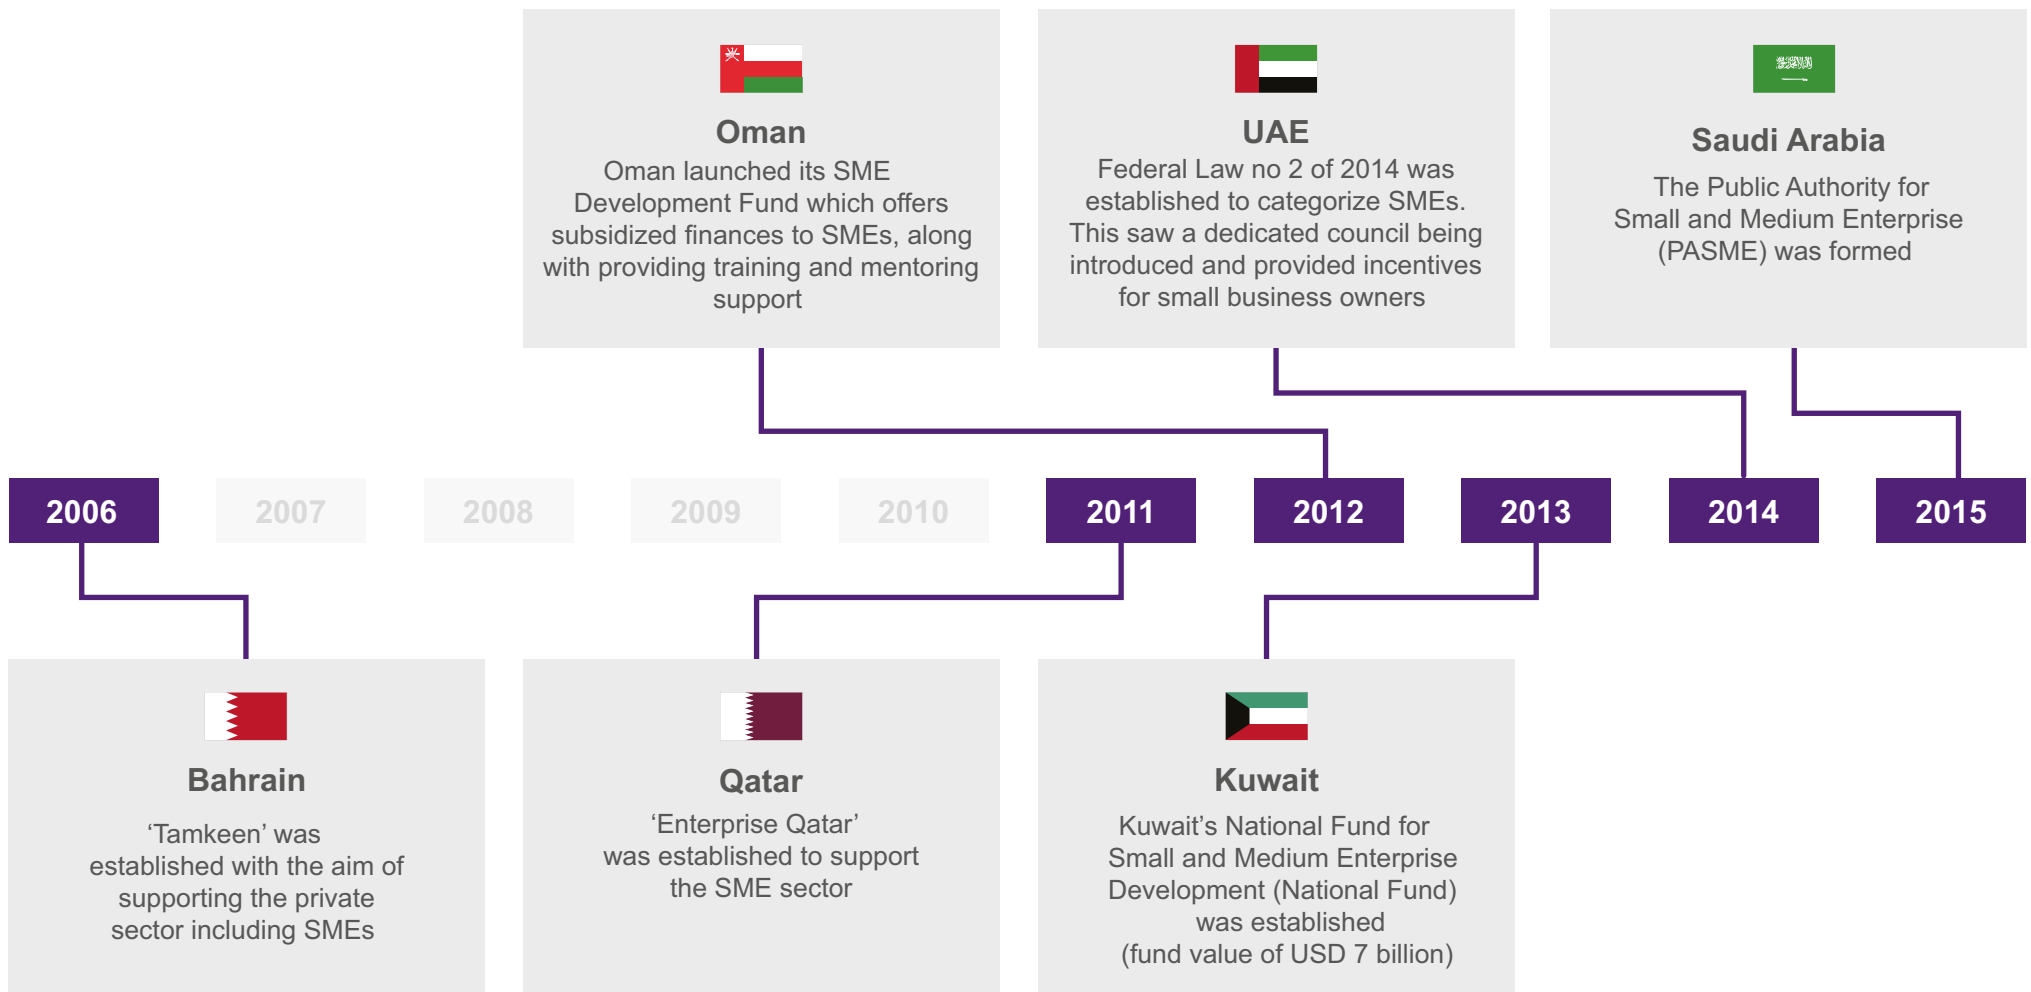 Oman
Oman launched its SME
Development Fund which offers
subsidized finances to SMEs, along
with providing training and mentoring
support
UAE
Federal Law no 2 of 2014 was
established to categorize SMEs.
This saw a dedicated council being
introduced and provided incentives
for small business owners
Saudi Arabia
The Public Authority for
Small and Medium Enterprise
(PASME) was formed
2006
2007
2008
2009
2010
2011
2012
2013
2014
2015
Bahrain
‘Tamkeen’ was
established with the aim of
supporting the private
sector including SMEs
Qatar
‘Enterprise Qatar’
was established to support
the SME sector
Kuwait
Kuwait’s National Fund for
Small and Medium Enterprise
Development (National Fund)
was established
(fund value of USD 7 billion)